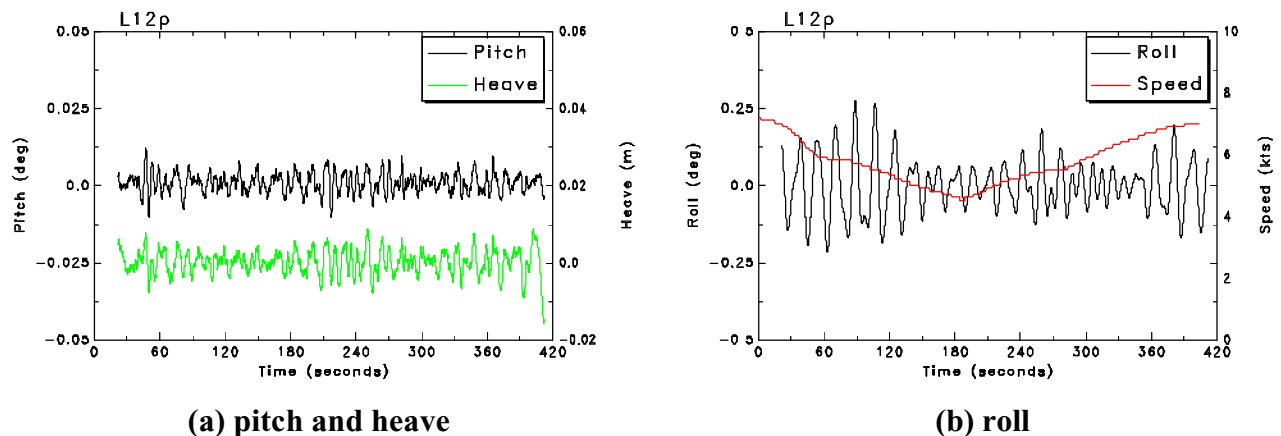 L12p
0.05
0.025
0.0
-0.025
-0.05
Pitch (deg)
Pitch
Heave
0.06
0.04
0.02
0.0
-0.02
Heave (m)
0 60 120 180 240 300 360 420
Time (seconds)
(a) pitch and heave
L12p
0.5
0.25
0.0
-0.25
-0.5
Roll (deg)
Roll
Speed
10
8
6
4
2
0
Speed (kts)
0 60 120 180 240 300 360 420
Time (seconds)
(b) roll